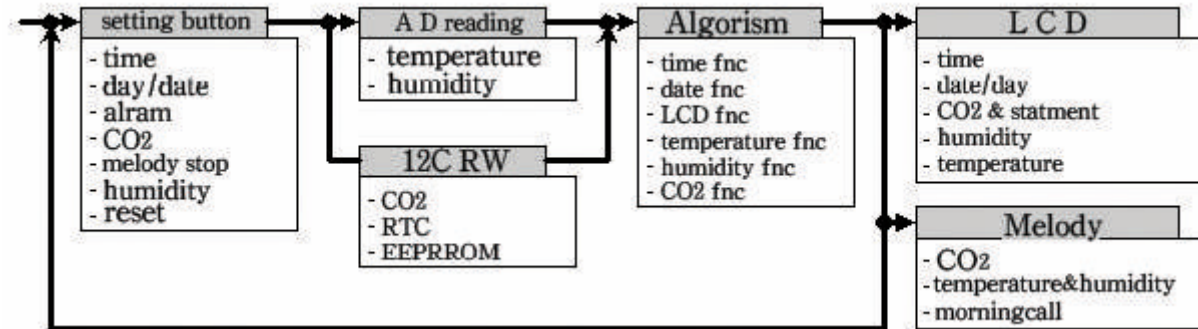 setting button
- time
- day/date
- alram
- CO2
- melody stop
- humidity
- reset
A D reading
- temperature
- humidity
12C RW
- CO2
- RTC
- EEPRROM
Algorism
- time fnc
- date fnc
- LCD fnc
- temperature fnc
- humidity fnc
- CO2 fnc
L C D
- time
- date/day
- CO2 & statment
- humidity
- temperature
Melody
- CO2
- temperature&humidity
- morningcall